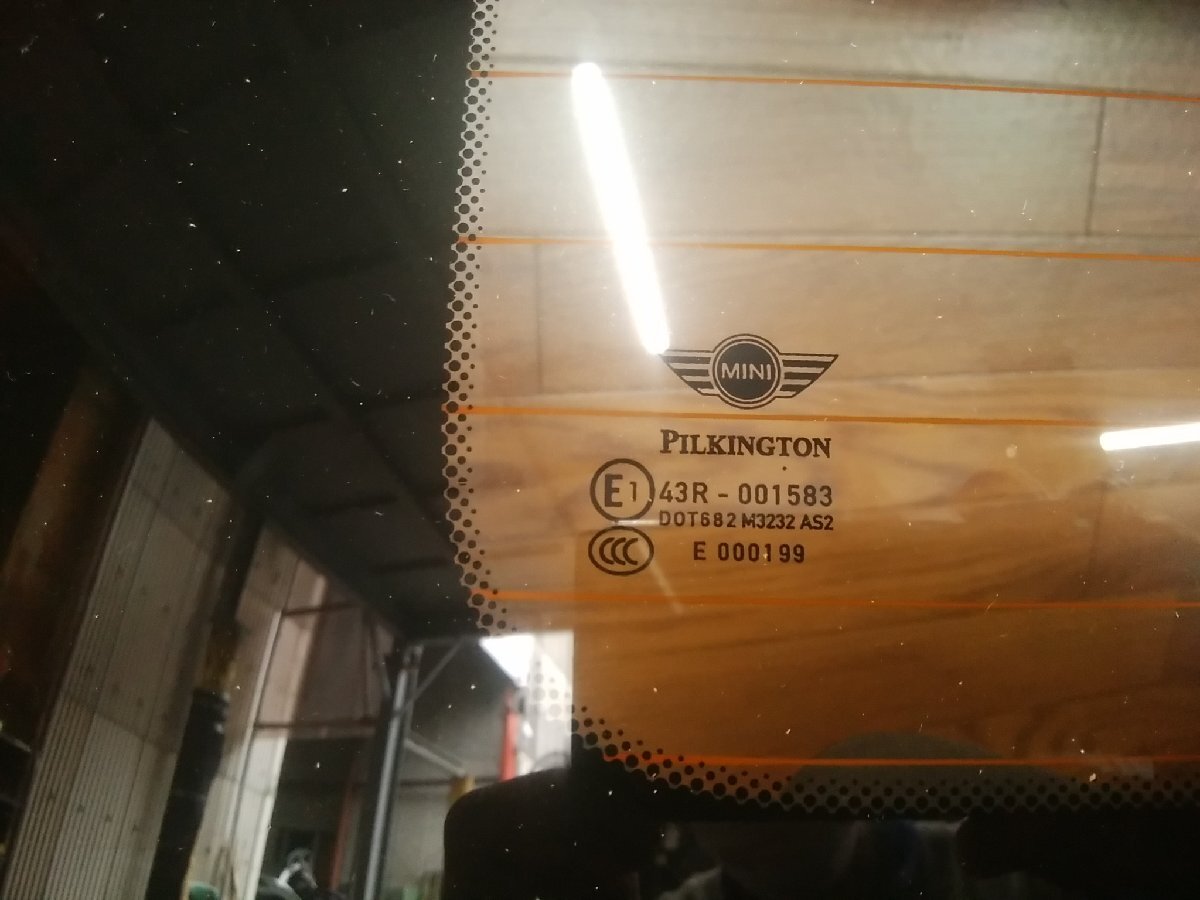 MINI
PILKINGTON
E1 43R - 001583
DOT682 M3232 AS2
CCC E 000199